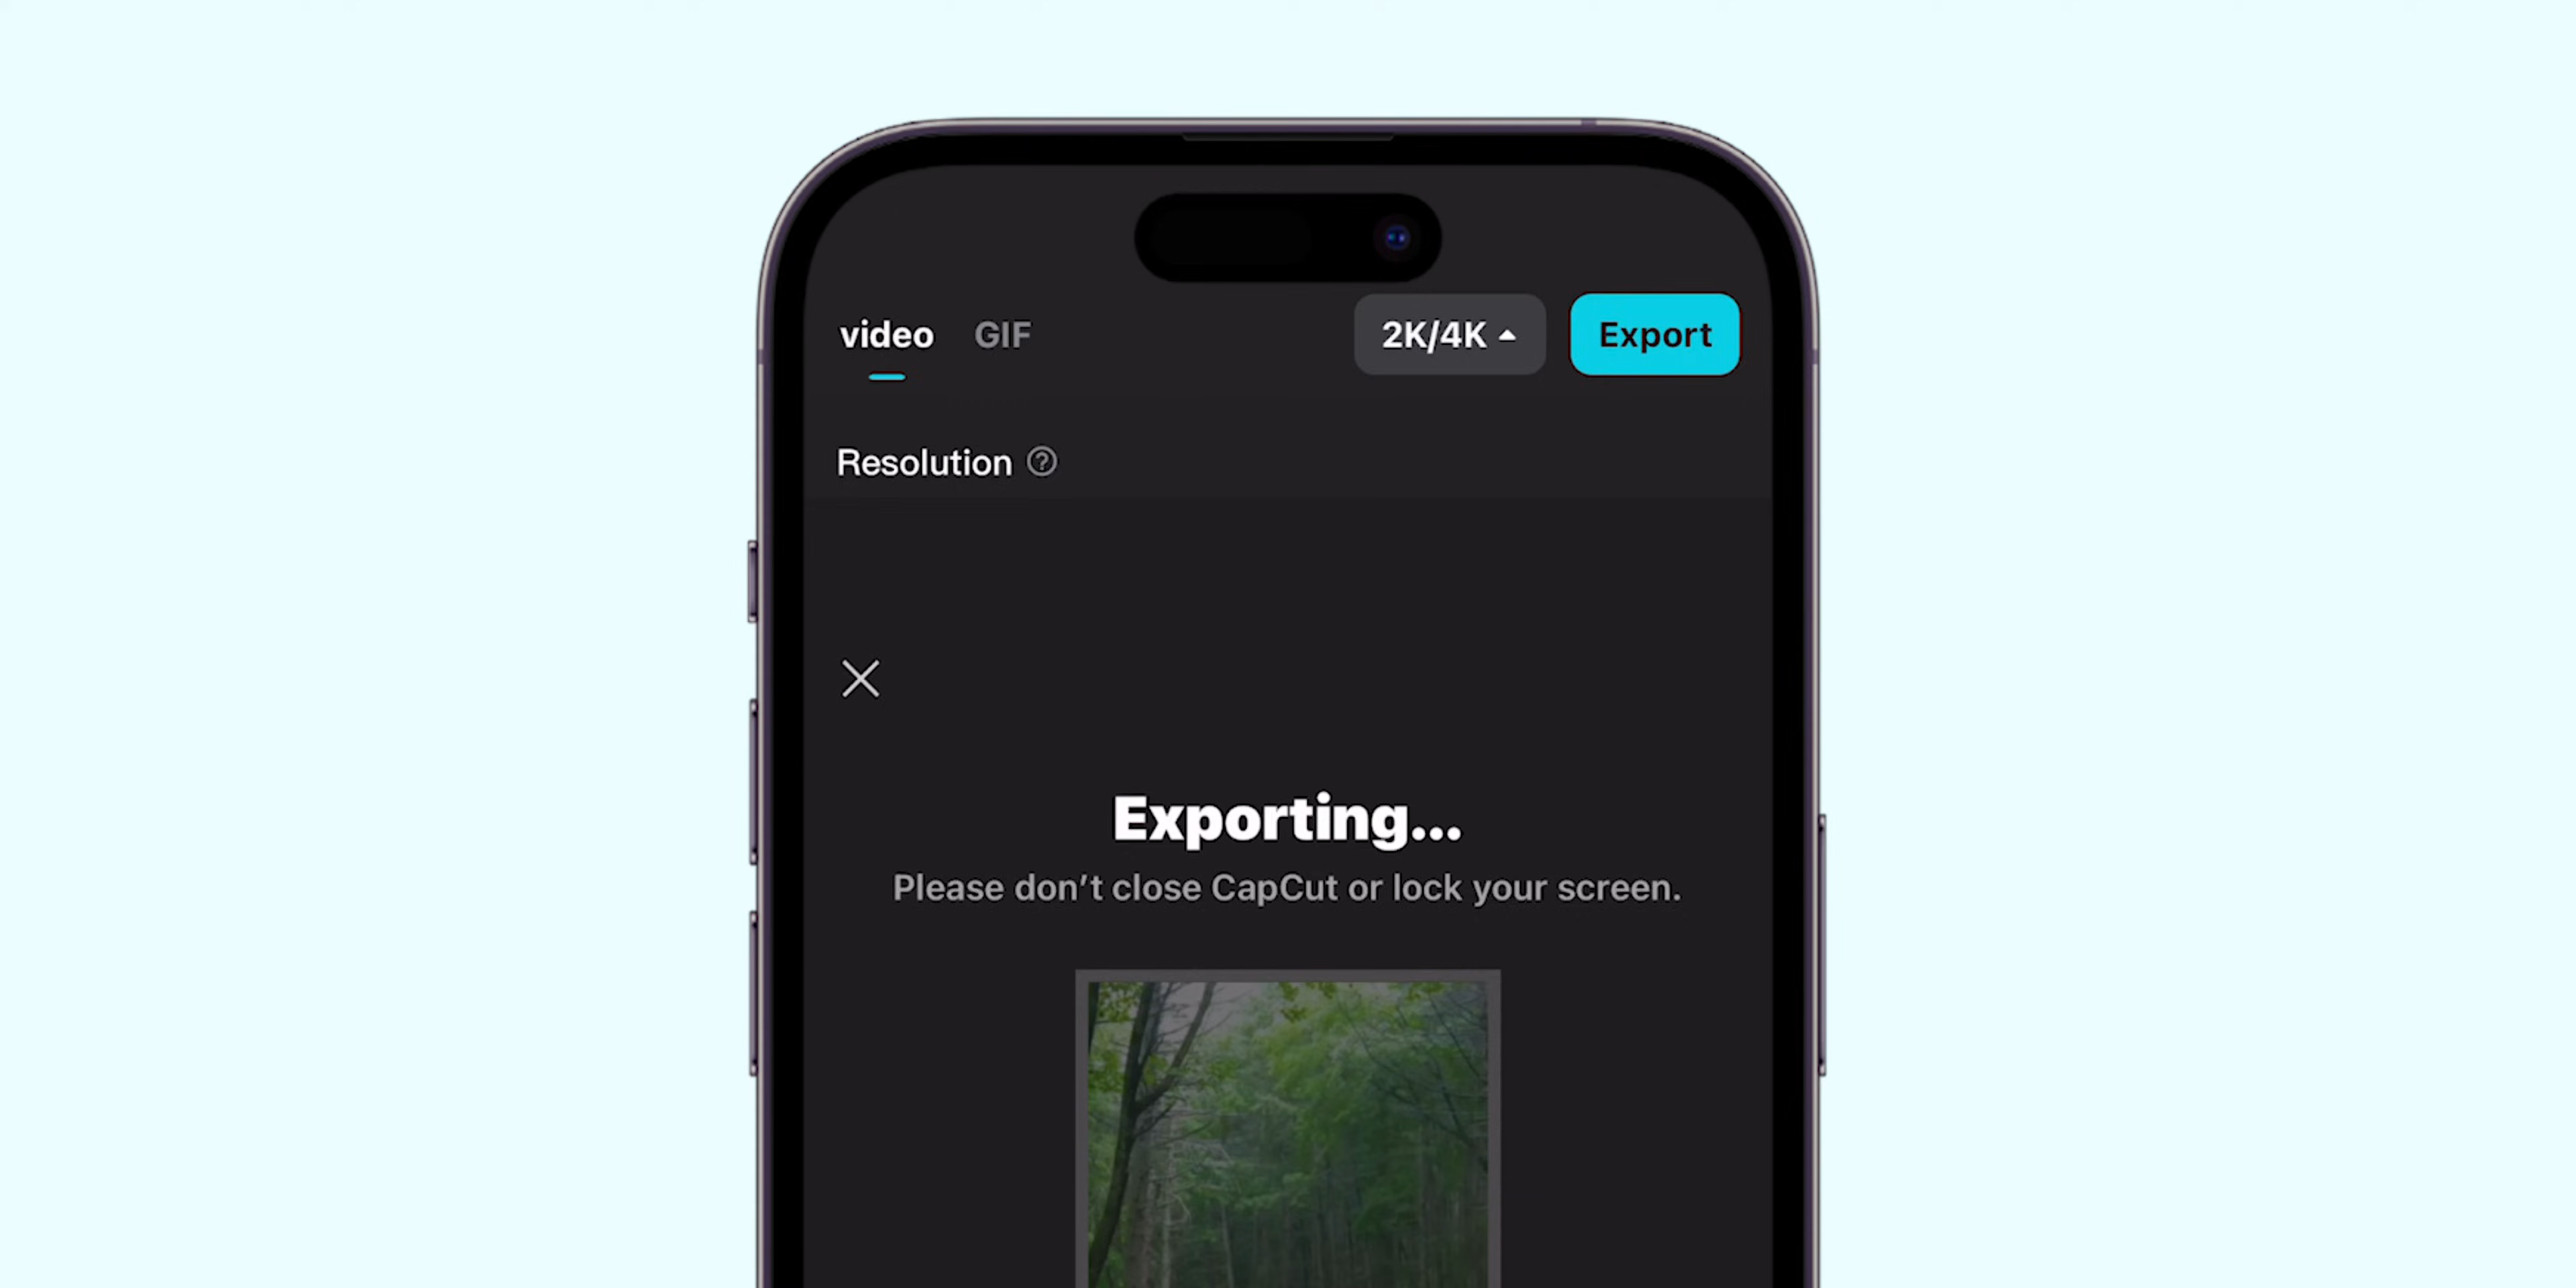 video GIF 2K/4K Export
Resolution ?
Exporting...
Please don't close CapCut or lock your screen.